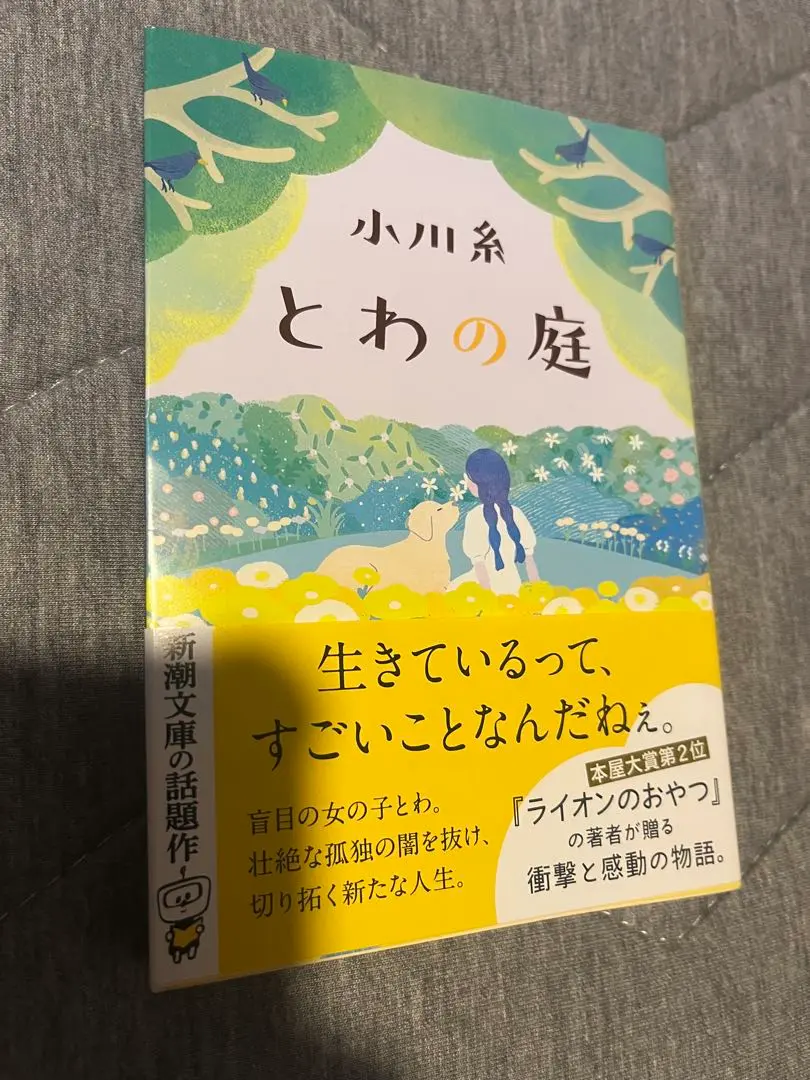 小川糸
とわの庭
生きているって、
すごいことなんだねぇ。
盲目の女の子とわ。
壮絶な孤独の闇を抜け、
切り拓く新たな人生。
本屋大賞第2位
『ライオンのおやつ』
の著者が贈る
衝撃と感動の物語。
新潮文庫の話題作